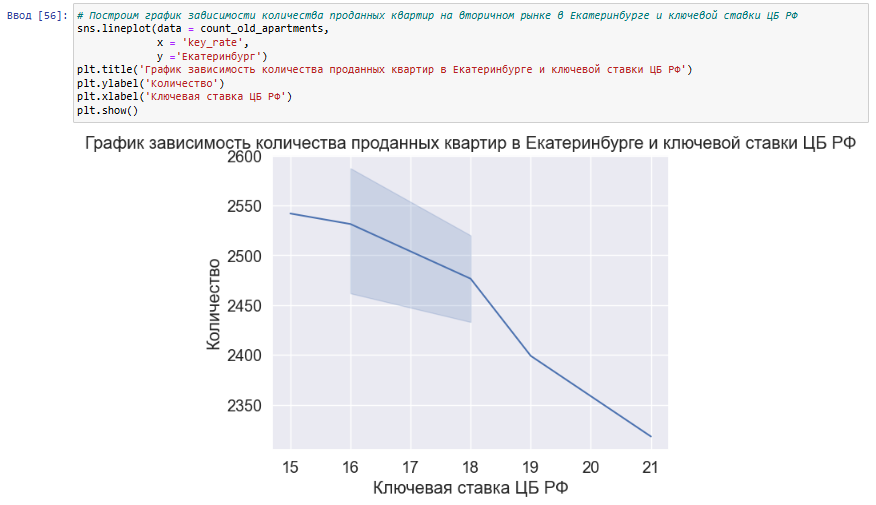 Ввод [56]: # Построим график зависимости количества проданных квартир на вторичном рынке в Екатеринбурге и ключевой ставки ЦБ РФ
sns.lineplot(data = count_old_apartments,
x = 'key_rate',
y ='Екатеринбург')
plt.title('График зависимость количества проданных квартир в Екатеринбурге и ключевой ставки ЦБ РФ')
plt.ylabel('Количество')
plt.xlabel('Ключевая ставка ЦБ РФ')
plt.show()
График зависимость количества проданных квартир в Екатеринбурге и ключевой ставки ЦБ РФ
2600
2550
2500
2450
2400
2350
Количество
15 16 17 18 19 20 21
Ключевая ставка ЦБ РФ